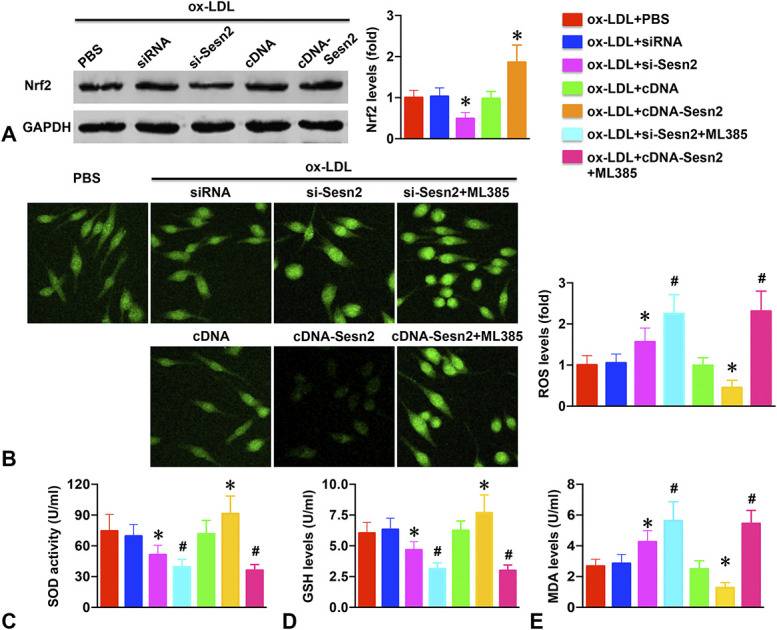 ox-LDL
PBS
siRNA
si-Sesn2
cDNA
cDNA-
Sesn2
Nrf2
GAPDH
A
Nrf2 levels (fold)
3
2
1
0
*
*
ox-LDL+PBS
ox-LDL+siRNA
ox-LDL+si-Sesn2
ox-LDL+cDNA
ox-LDL+cDNA-Sesn2
ox-LDL+si-Sesn2+ML385
ox-LDL+cDNA-Sesn2
+ML385
PBS
ox-LDL
siRNA
si-Sesn2
si-Sesn2+ML385
cDNA
cDNA-Sesn2
cDNA-Sesn2+ML385
B
ROS levels (fold)
3
2
1
0
*
#
*
#
C
SOD activity (U/ml)
120
90
60
30
0
*
#
*
#
D
GSH levels (U/ml)
10.0
7.5
5.0
2.5
0.0
*
#
*
#
E
MDA levels (U/ml)
8
6
4
2
0
*
#
*
#